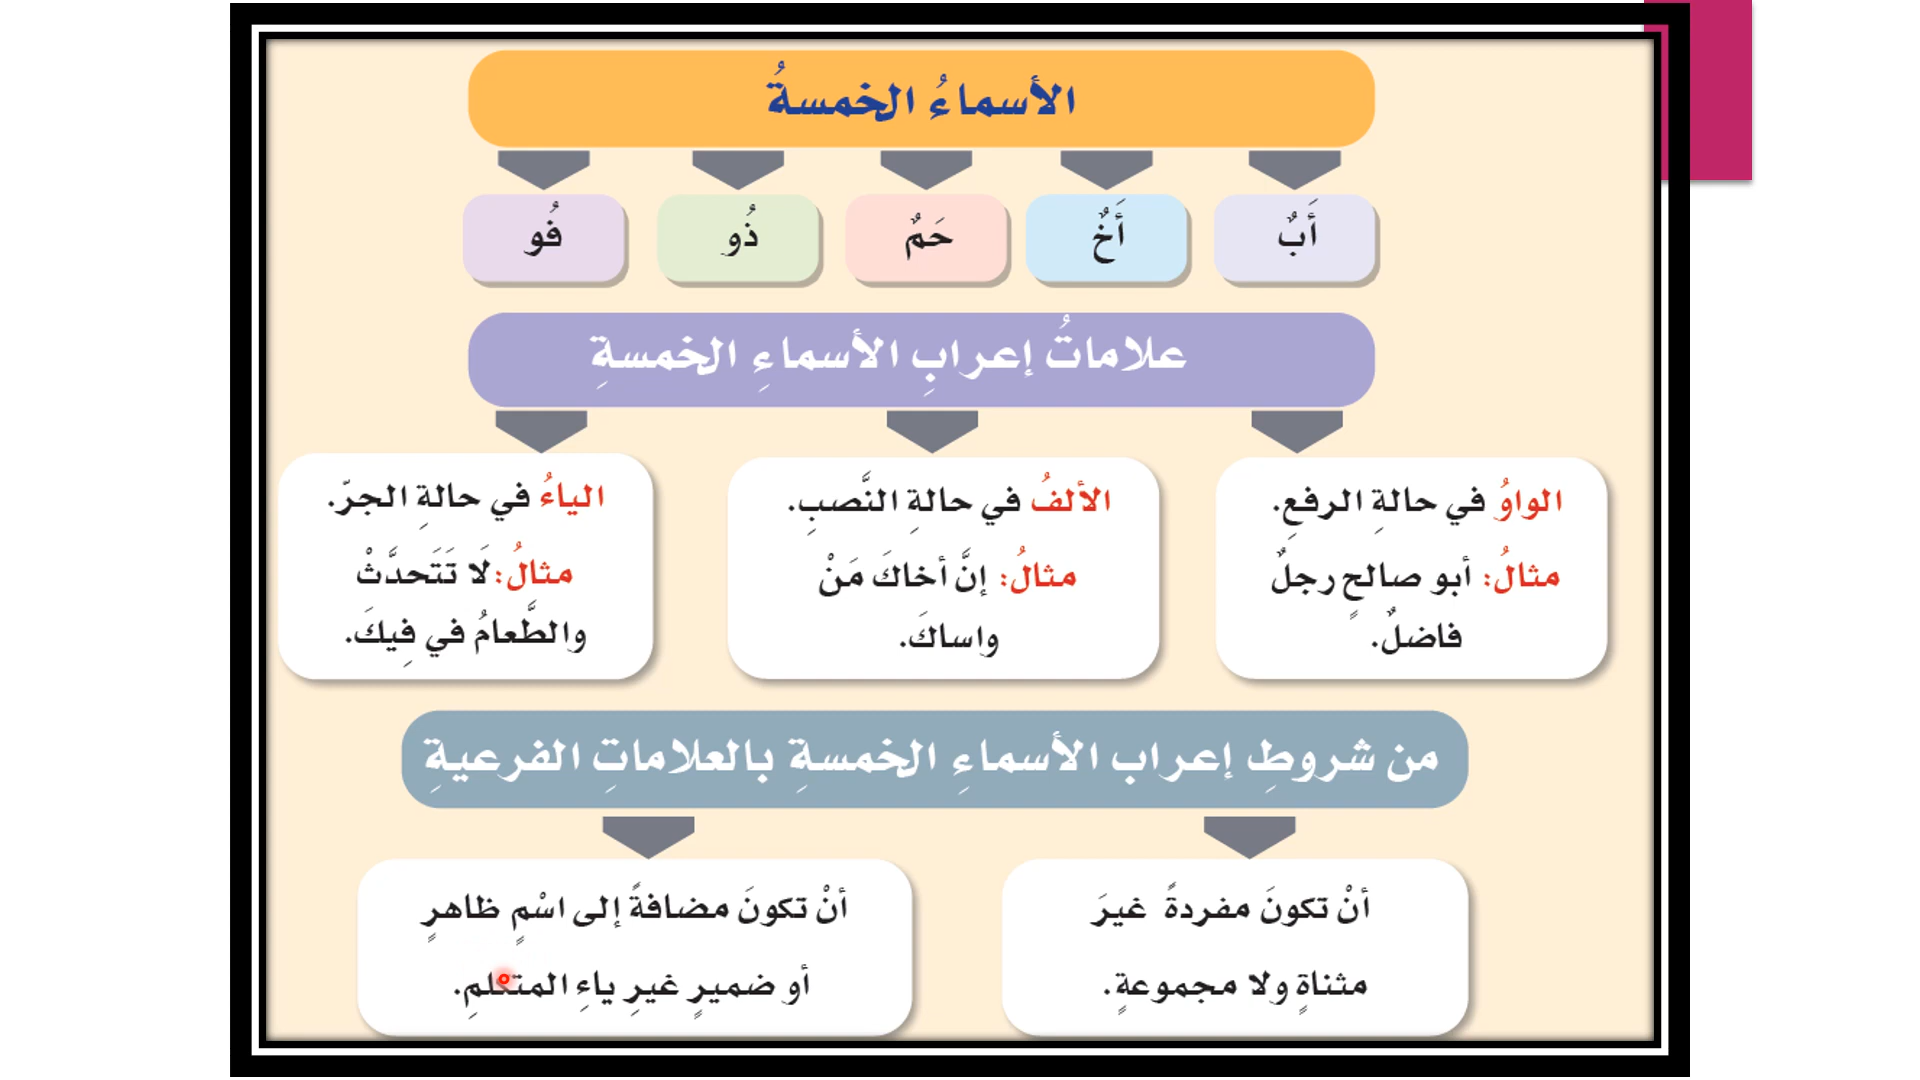 الأسماءُ الخمسةُ
أَبٌ
أَخٌ
حَمٌ
ذُو
فُو
علاماتُ إعرابِ الأسماءِ الخمسةِ
الواوُ في حالةِ الرفعِ.
مثالُ: أبو صالحٍ رجلٌ
فاضلٌ.
الألفُ في حالةِ النَّصبِ.
مثالُ: إنَّ أخاكَ مَنْ
واساكَ.
الياءُ في حالةِ الجرّ.
مثالُ:لَا تَتَحدَّثْ
والطَّعامُ في فِيكَ.
من شروطِ إعراب الأسماءِ الخمسةِ بالعلاماتِ الفرعيةِ
أنْ تكونَ مفردةً غيرَ
مثناةٍ ولا مجموعةٍ.
أنْ تكونَ مضافةً إلى اسْمٍ ظاهرٍ
أو ضميرٍ غيرِ ياءِ المتكلمِ.